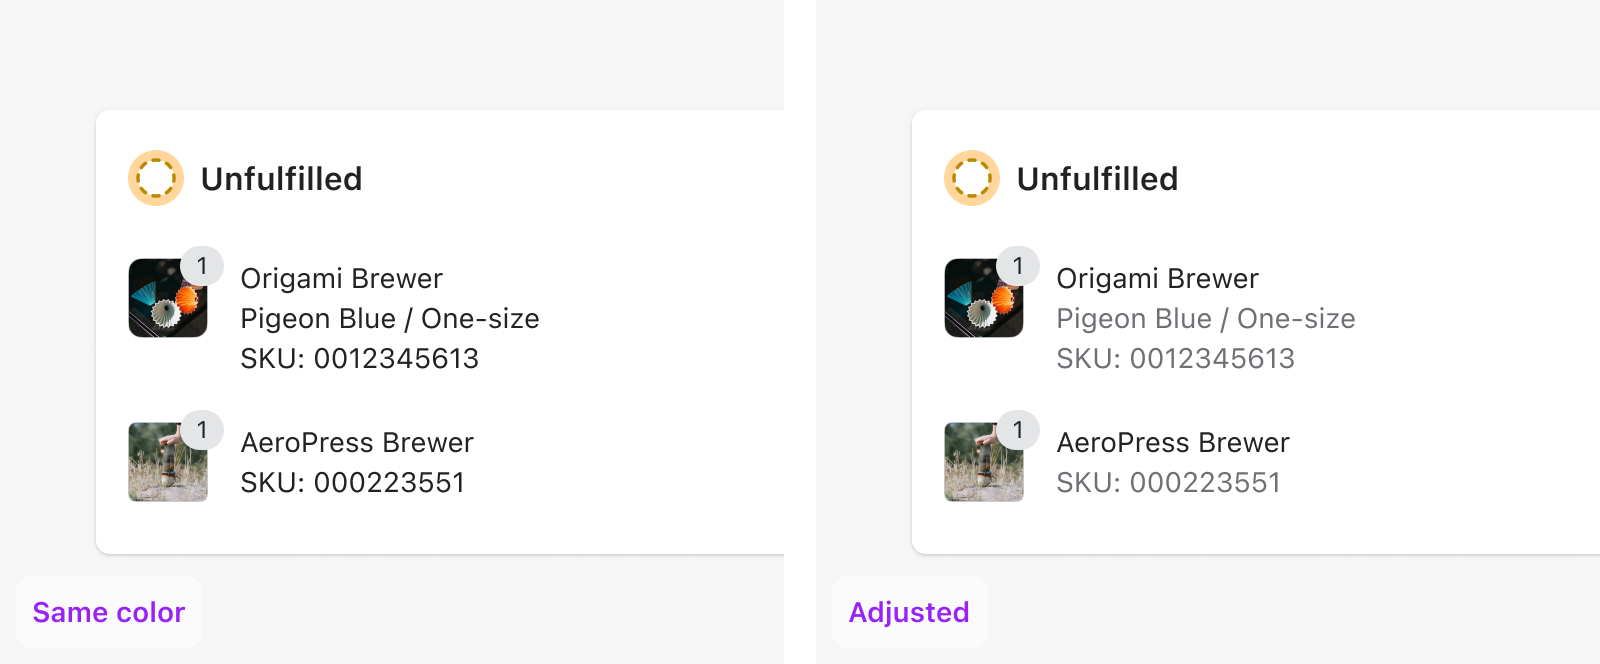 Unfulfilled
1
Origami Brewer
Pigeon Blue / One-size
SKU: 0012345613
1
AeroPress Brewer
SKU: 000223551
Same color
Unfulfilled
1
Origami Brewer
Pigeon Blue / One-size
SKU: 0012345613
1
AeroPress Brewer
SKU: 000223551
Adjusted